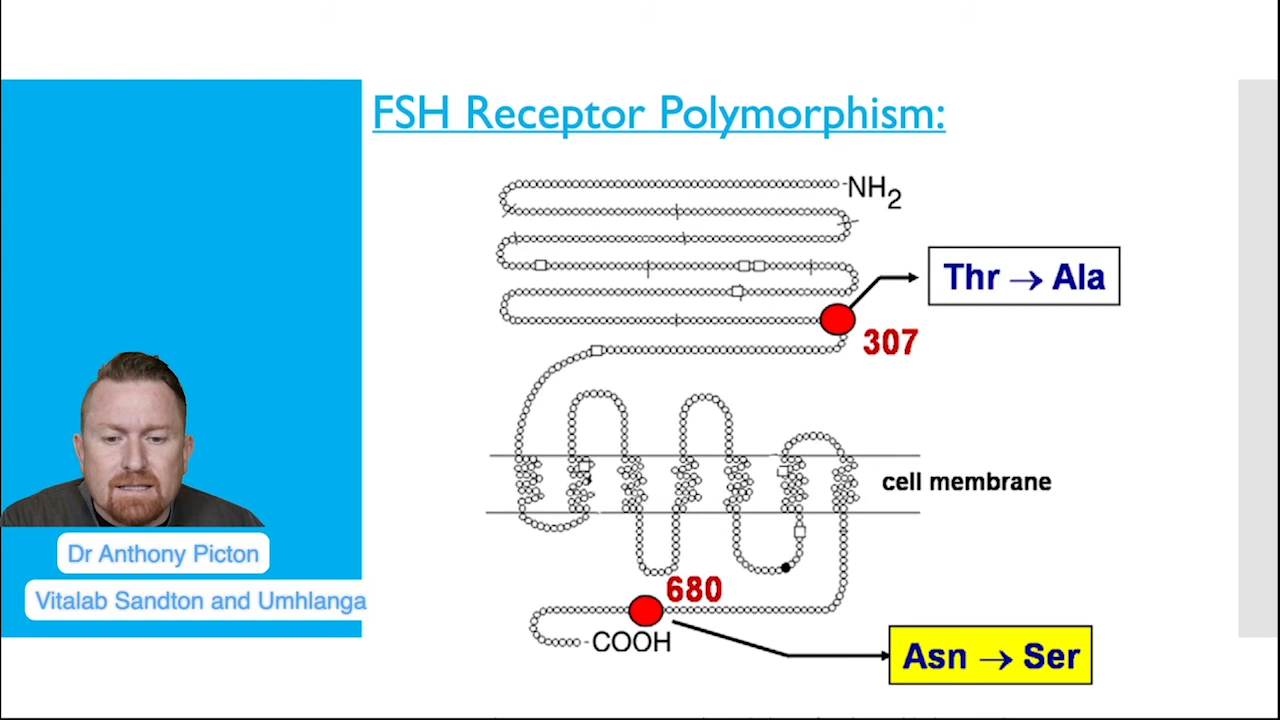 FSH Receptor Polymorphism:
NH2
Thr → Ala
307
cell membrane
680
COOH
Asn → Ser
Dr Anthony Picton
Vitalab Sandton and Umhlanga